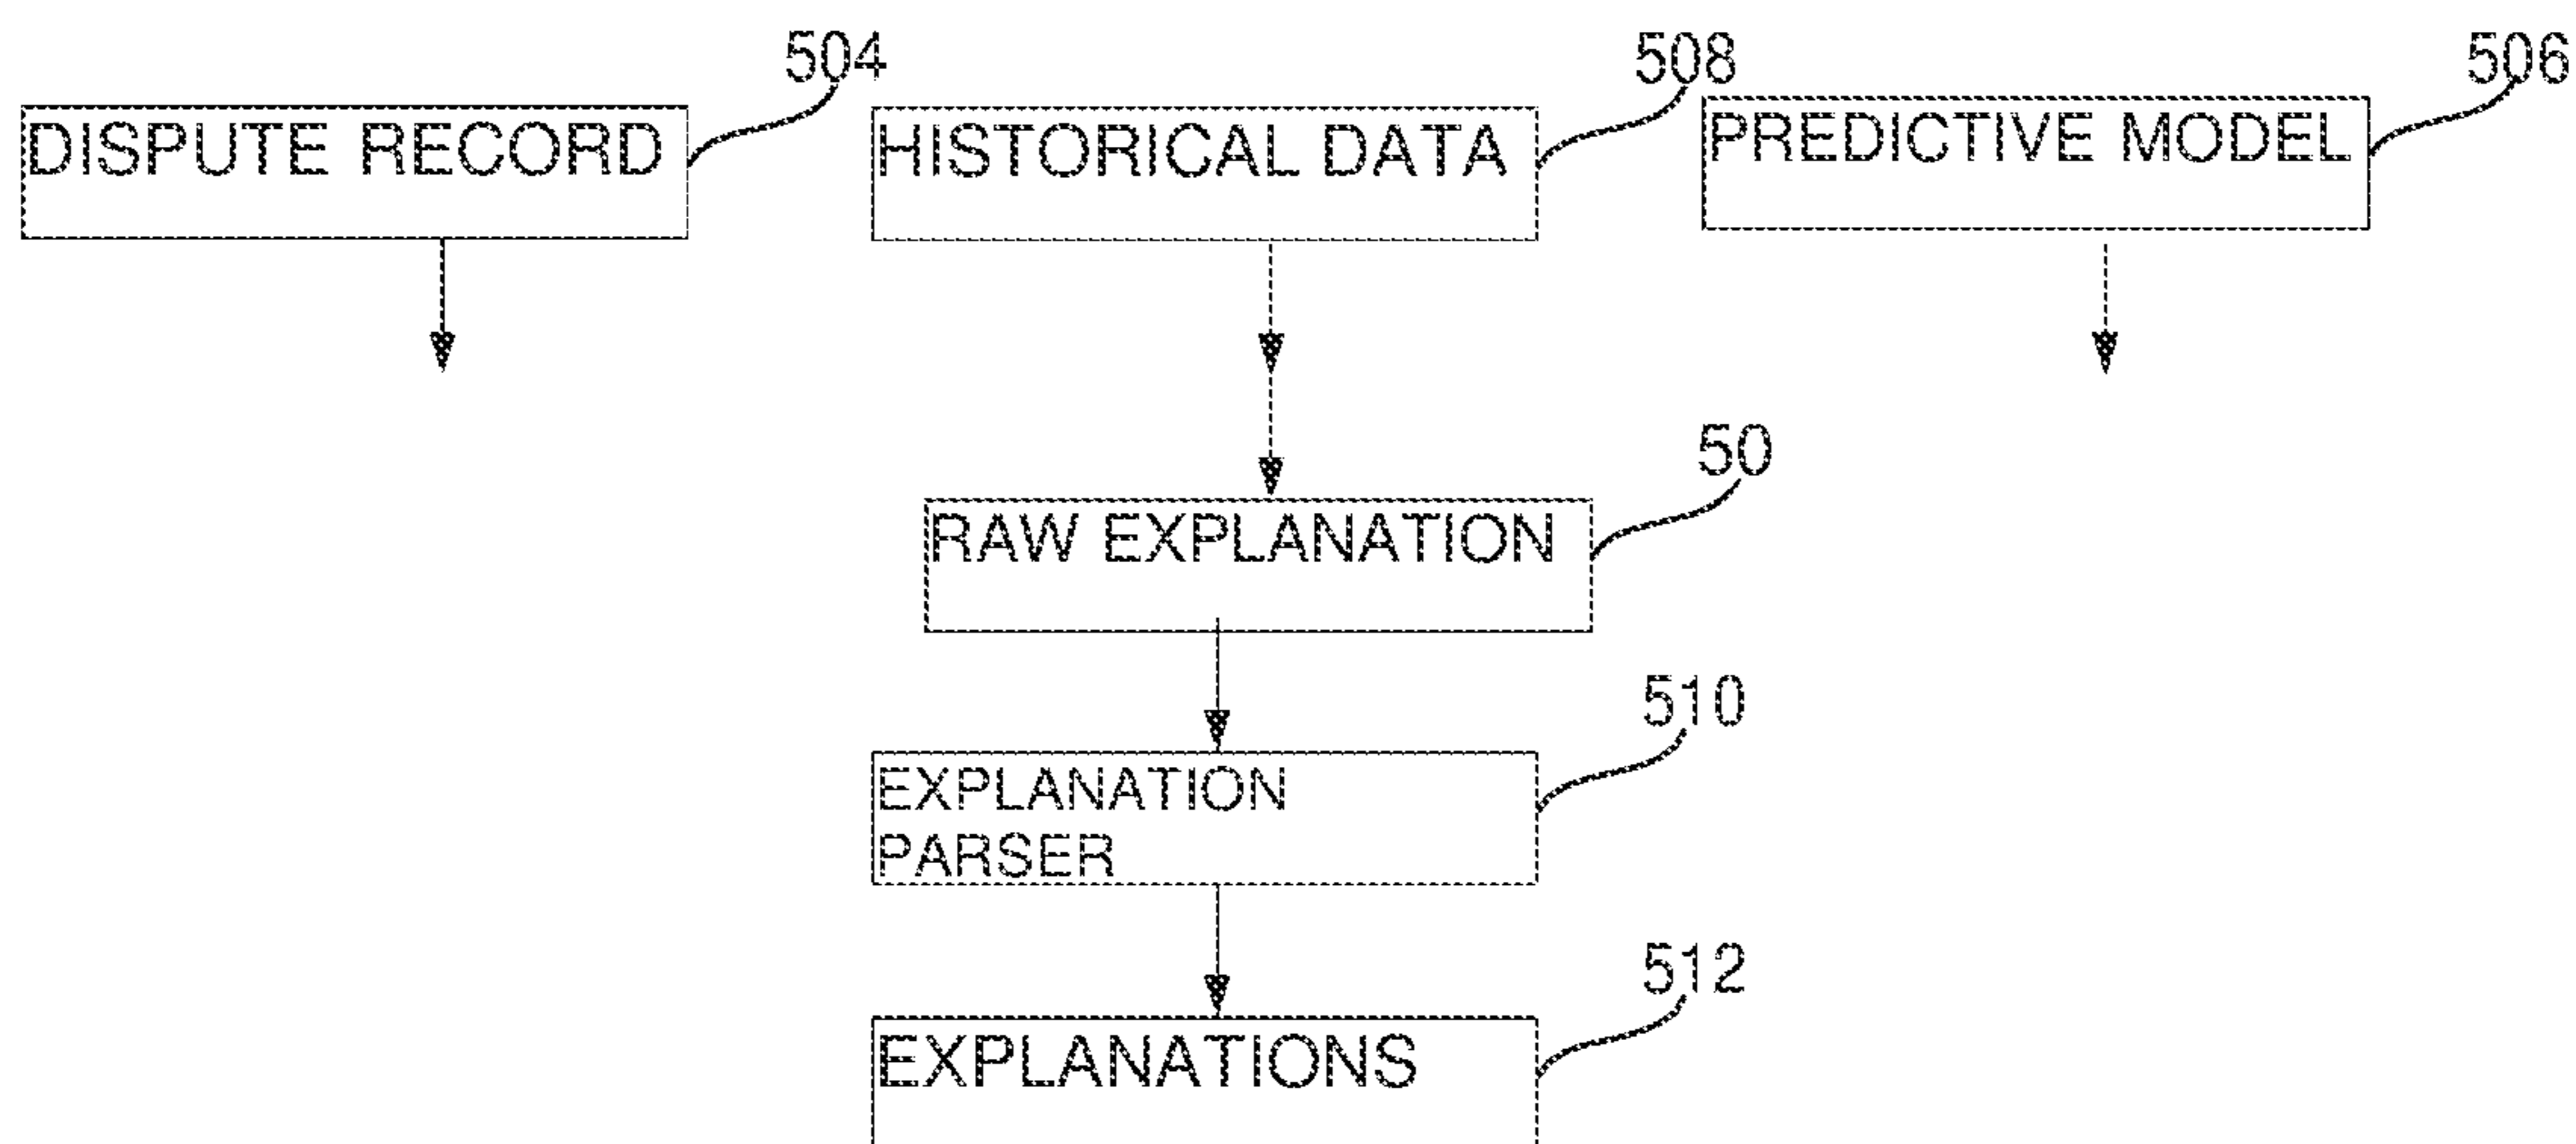 504
508
506
DISPUTE RECORD
HISTORICAL DATA
PREDICTIVE MODEL
50
RAW EXPLANATION
510
EXPLANATION
PARSER
512
EXPLANATIONS